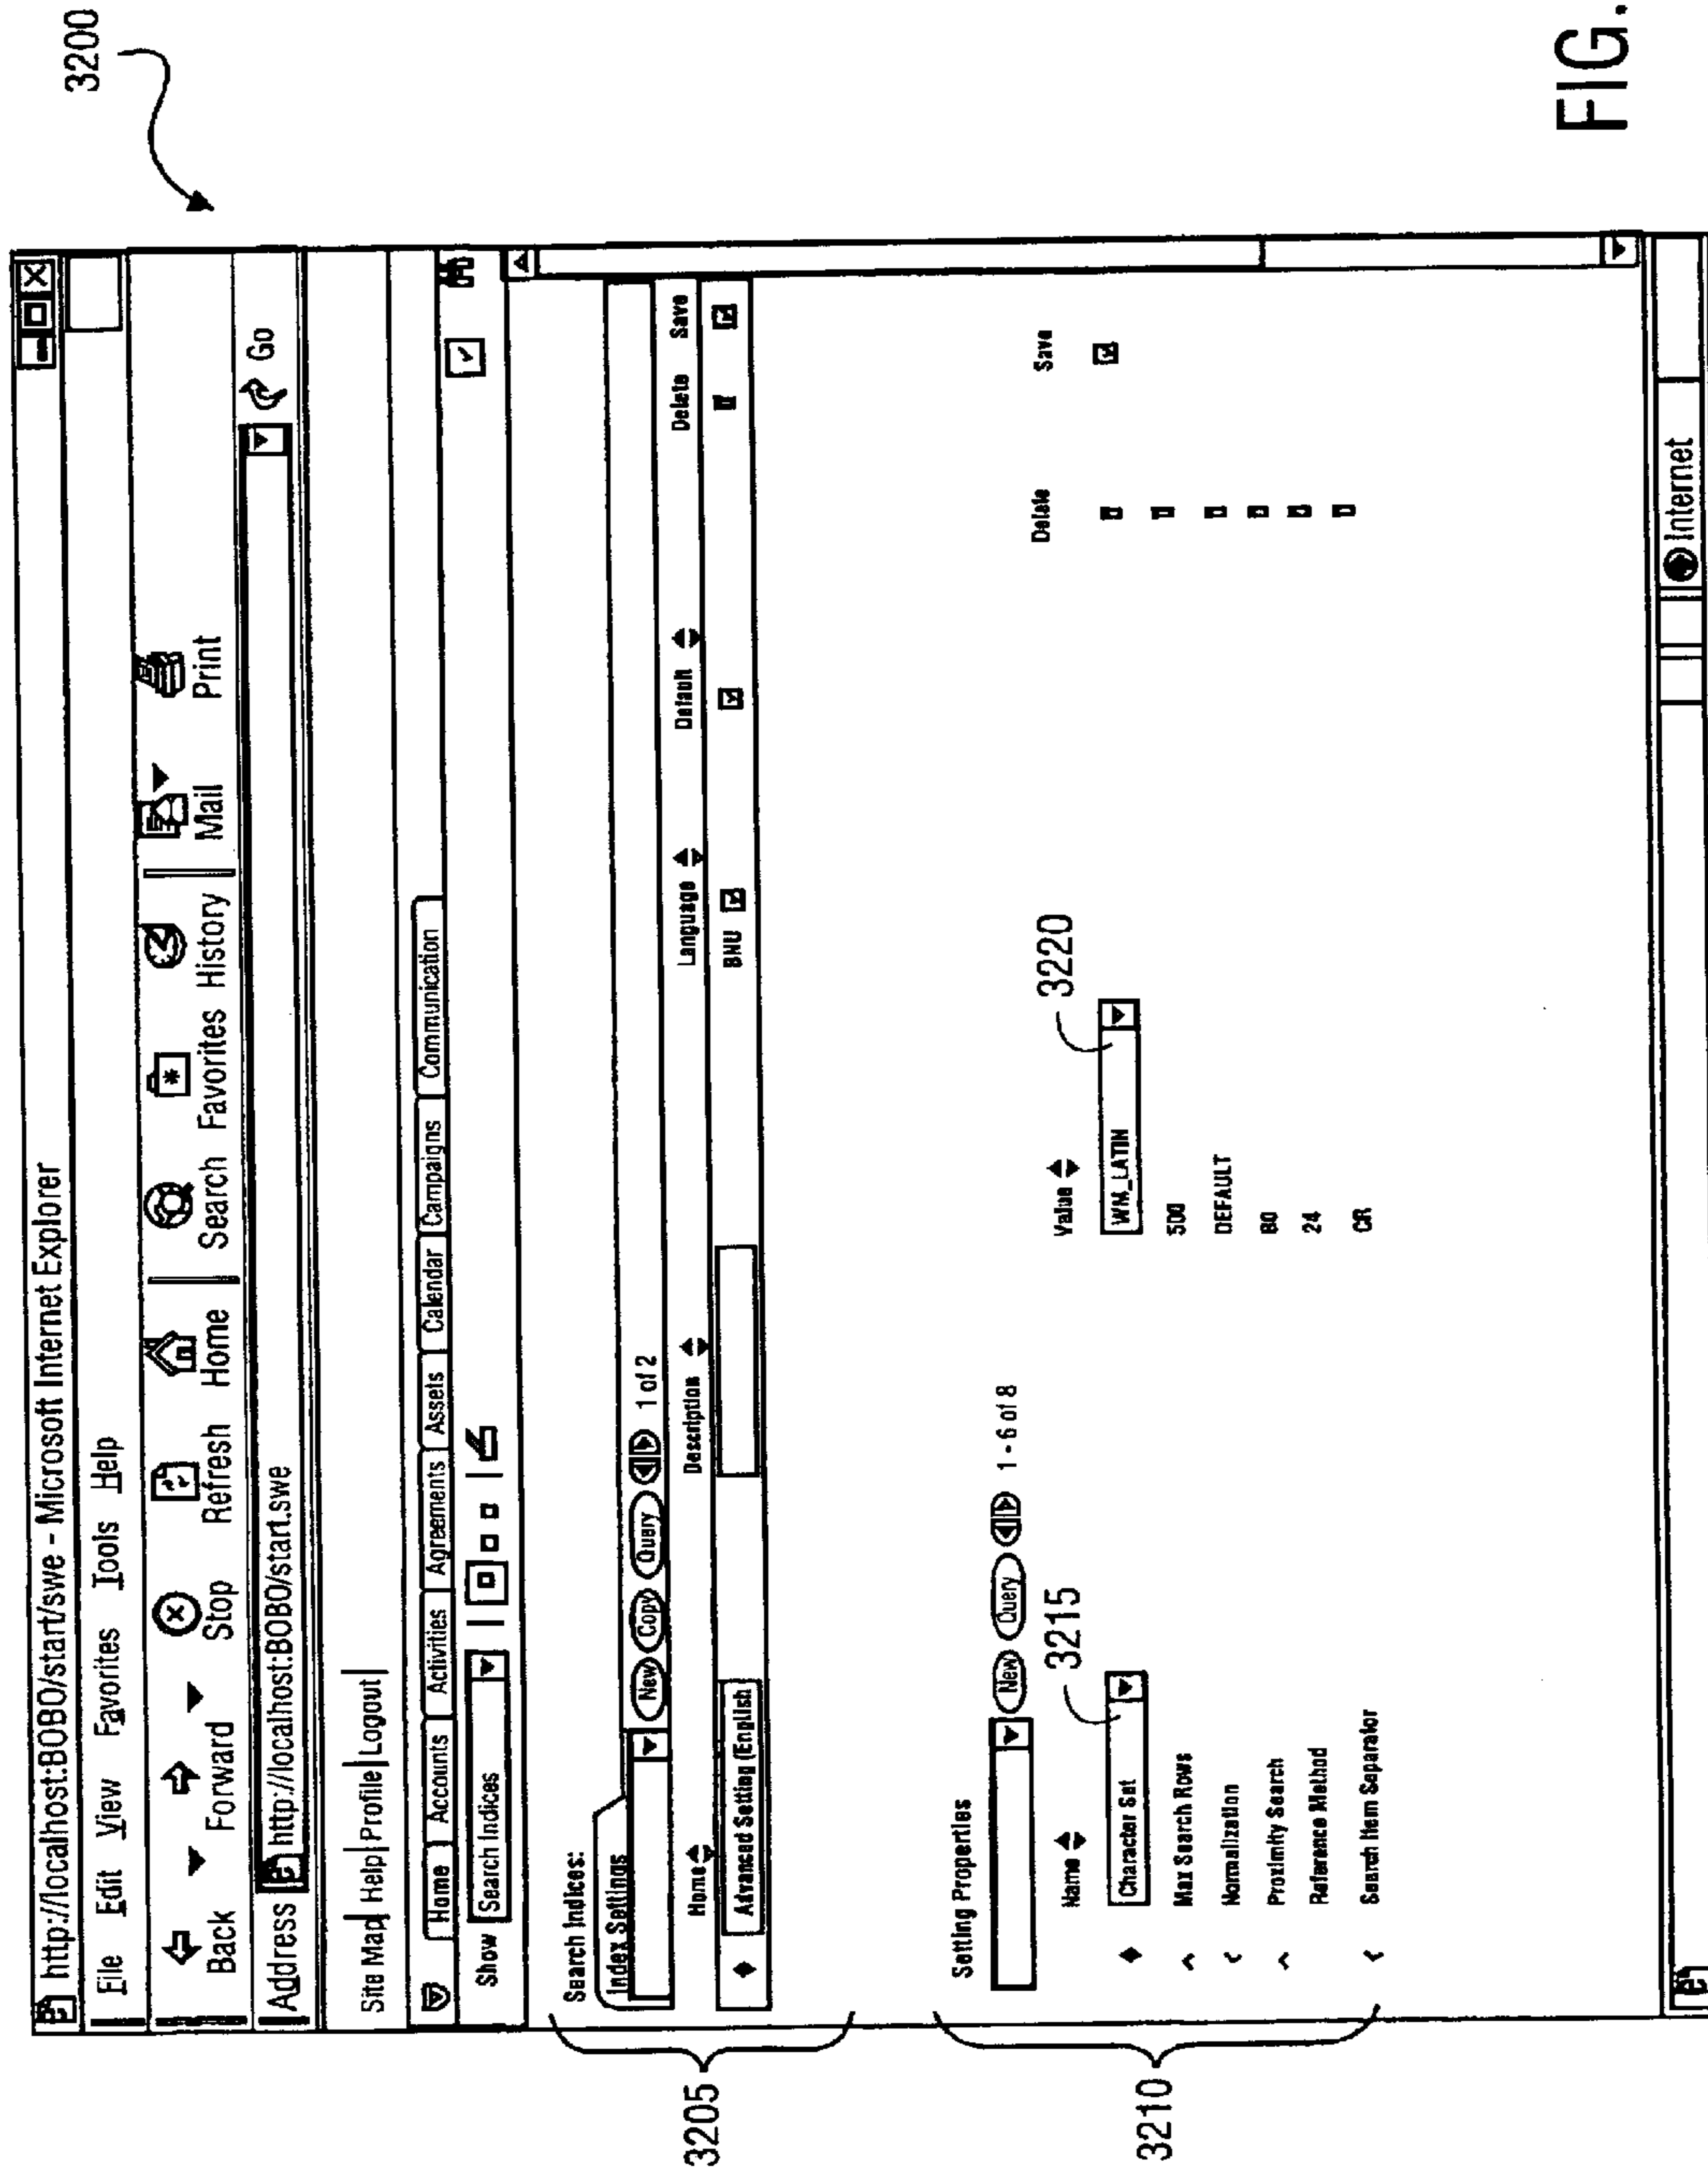 3200
http://localhost:BOBO/start/swe - Microsoft Internet Explorer
File Edit View Favorites Tools Help
Back Forward Stop Refresh Home Search Favorites History Mail Print
Address http://localhost:BOBO/start.swe Go
Site Map Help Profile Logout
Home Accounts Activities Agreements Assets Calendar Campaigns Communication
Show Search Indices
Search Indices:
Index Settings
New Copy Query 1 of 2
Home Description Language Default Delete Save
Advanced Setting (English BNU
3205
Setting Properties
New Query 1 - 6 of 8
3215
3220
Name Value Delete Save
Character Set WM_LATIN
Max Search Rows 500
Normalization DEFAULT
Proximity Search 80
Reference Method 24
Search Item Separator CR
3210
Internet
FIG.